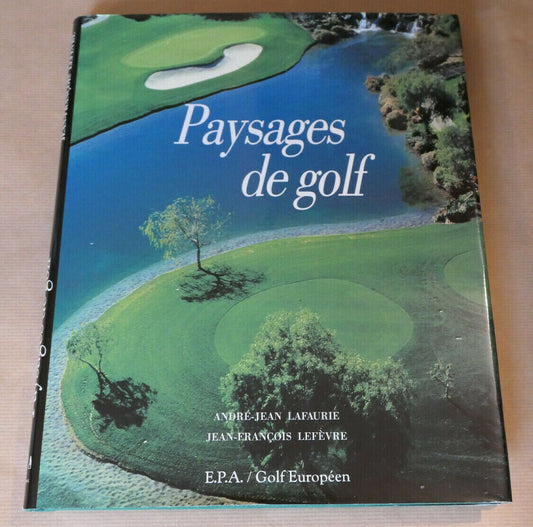 Paysages
de golf
ANDRÉ-JEAN LAFAURIE
JEAN-FRANÇOIS LEFÈVRE
E.P.A. / Golf Européen